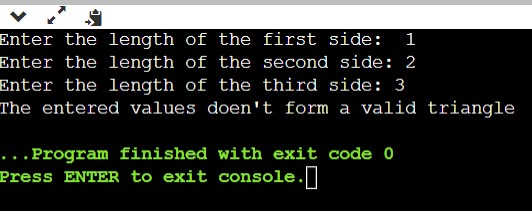 Enter the length of the first side:  1
Enter the length of the second side: 2
Enter the length of the third side: 3
The entered values doen't form a valid triangle
...Program finished with exit code 0
Press ENTER to exit console.